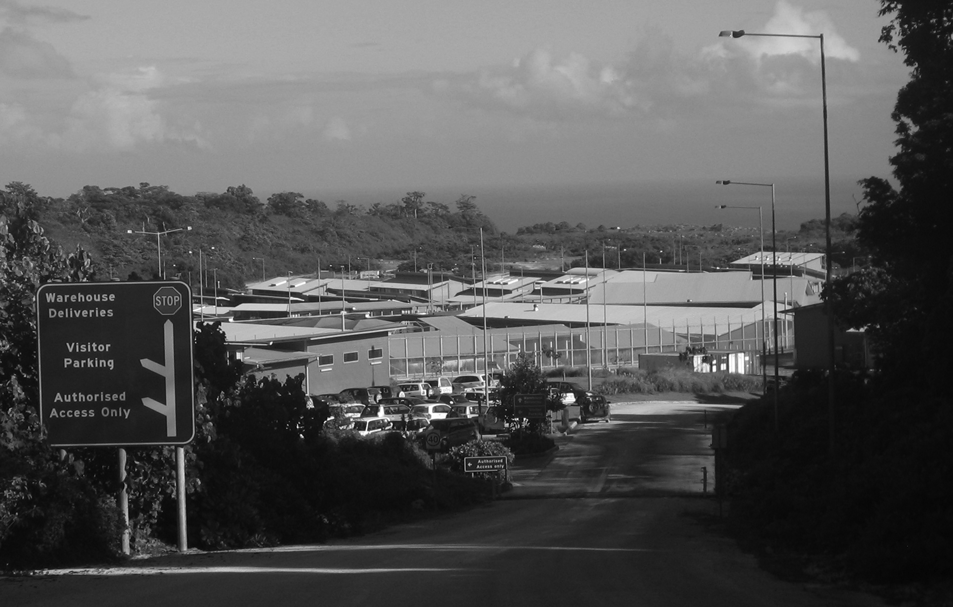 Warehouse
Deliveries
STOP
Visitor
Parking
Authorised
Access Only
Authorised
Access only